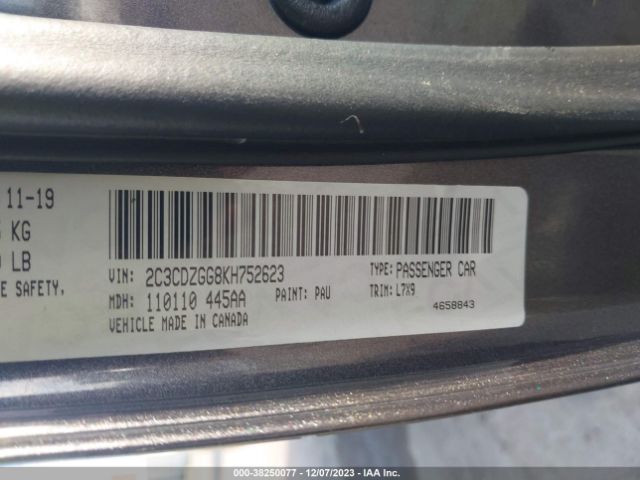 11-19
KG
LB
E SAFETY.
VIN: 2C3CDZGG8KH752623
TYPE: PASSENGER CAR
MDH: 110110 445AA
PAINT: PAU
TRIM: L7X9
VEHICLE MADE IN CANADA
4658843
000-38250077 - 12/07/2023 - IAA Inc.